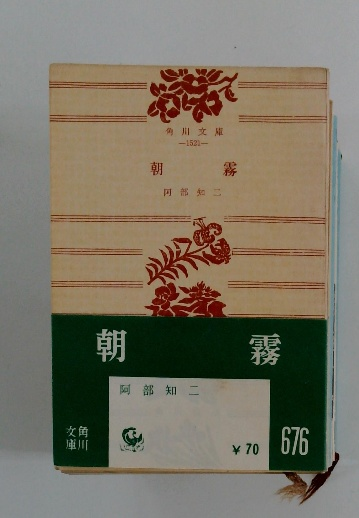 角川文庫
—1521—
朝霧
阿部知二
朝霧
阿部知二
角川文庫
¥70
676